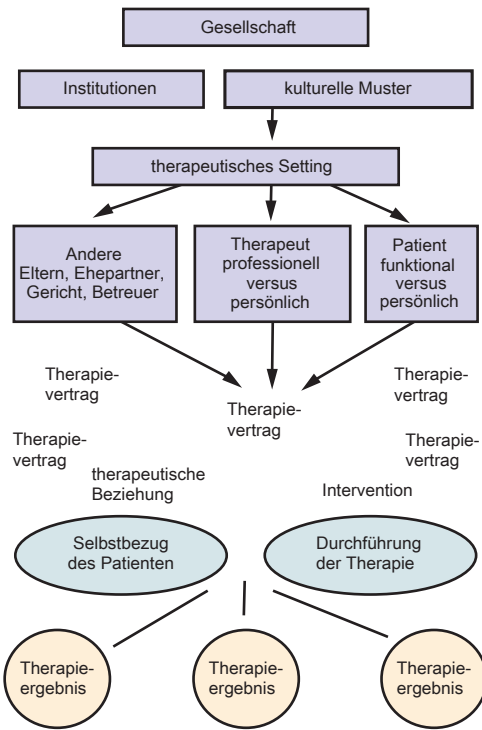 Gesellschaft
Institutionen
kulturelle Muster
therapeutisches Setting
Andere
Eltern, Ehepartner,
Gericht, Betreuer
Therapeut
professionell
versus
persönlich
Patient
funktional
versus
persönlich
Therapie-
vertrag
Therapie-
vertrag
Therapie-
vertrag
Therapie-
vertrag
Therapie-
vertrag
therapeutische
Beziehung
Intervention
Selbstbezug
des Patienten
Durchführung
der Therapie
Therapie-
ergebnis
Therapie-
ergebnis
Therapie-
ergebnis